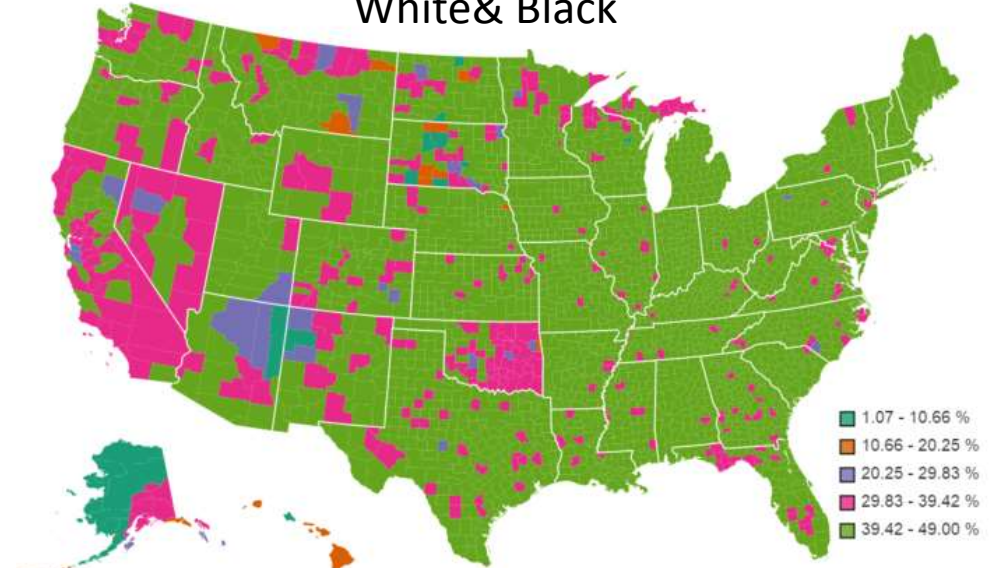 White& Black
1.07 - 10.66 %
10.66 - 20.25 %
20.25 - 29.83 %
29.83 - 39.42 %
39.42 - 49.00 %